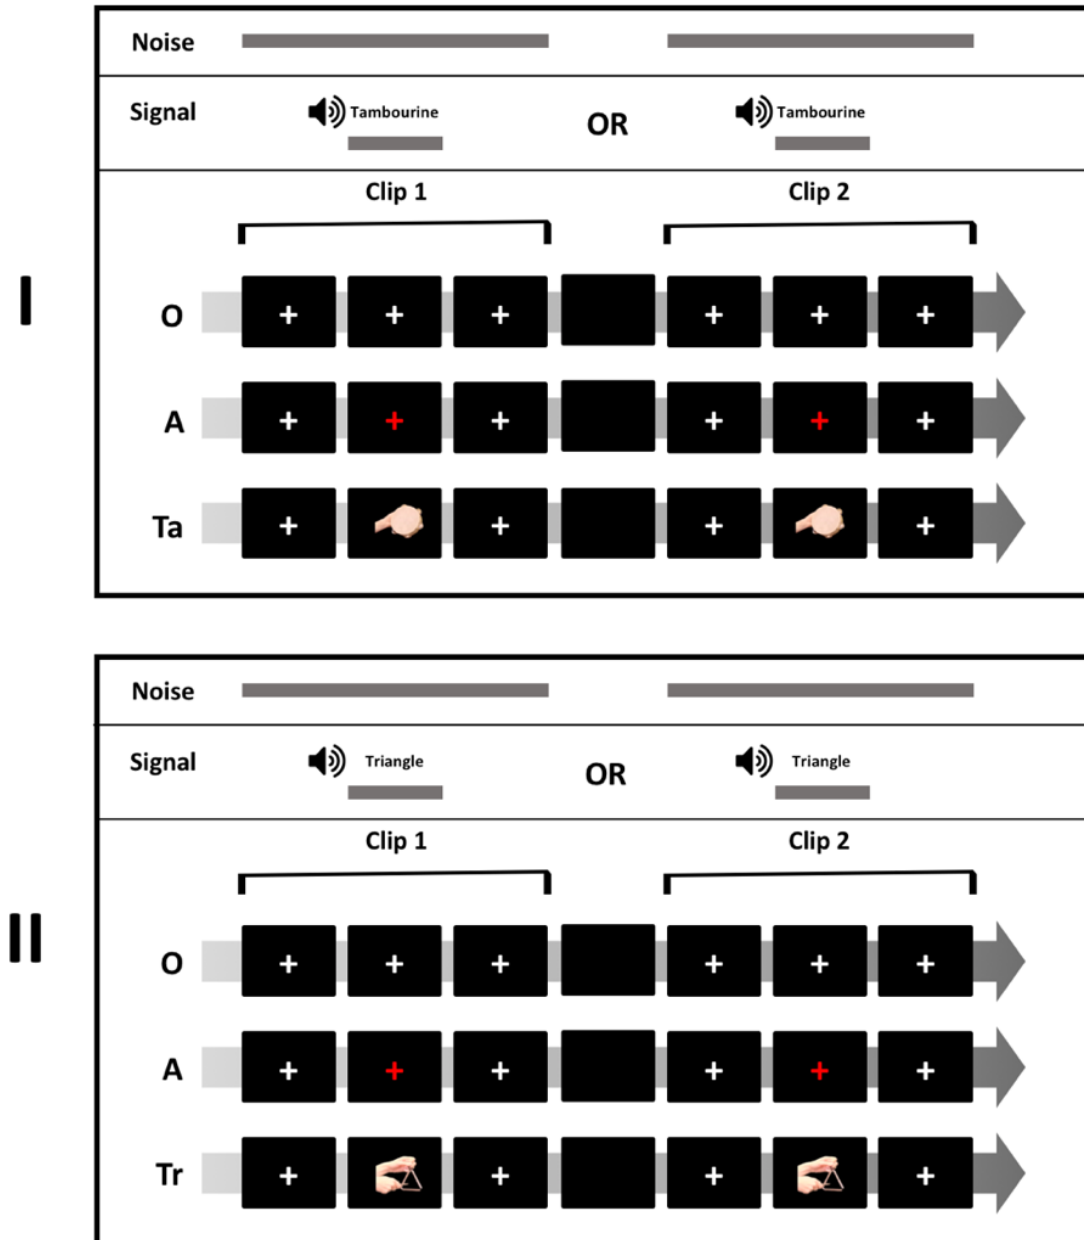 Noise
Signal Tambourine OR Tambourine
Clip 1 Clip 2
I
O
A
Ta
Noise
Signal Triangle OR Triangle
Clip 1 Clip 2
II
O
A
Tr